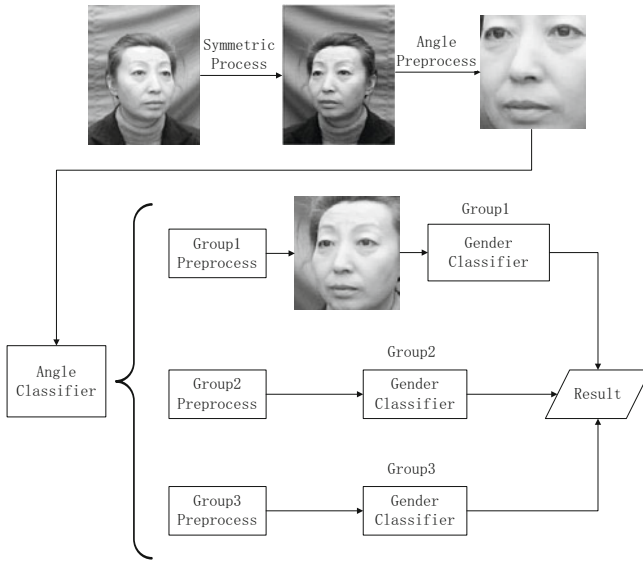 Symmetric
Process
Angle
Preprocess
Group1
Group1
Preprocess
Gender
Classifier
Angle
Classifier
Group2
Group2
Preprocess
Gender
Classifier
Result
Group3
Group3
Preprocess
Gender
Classifier